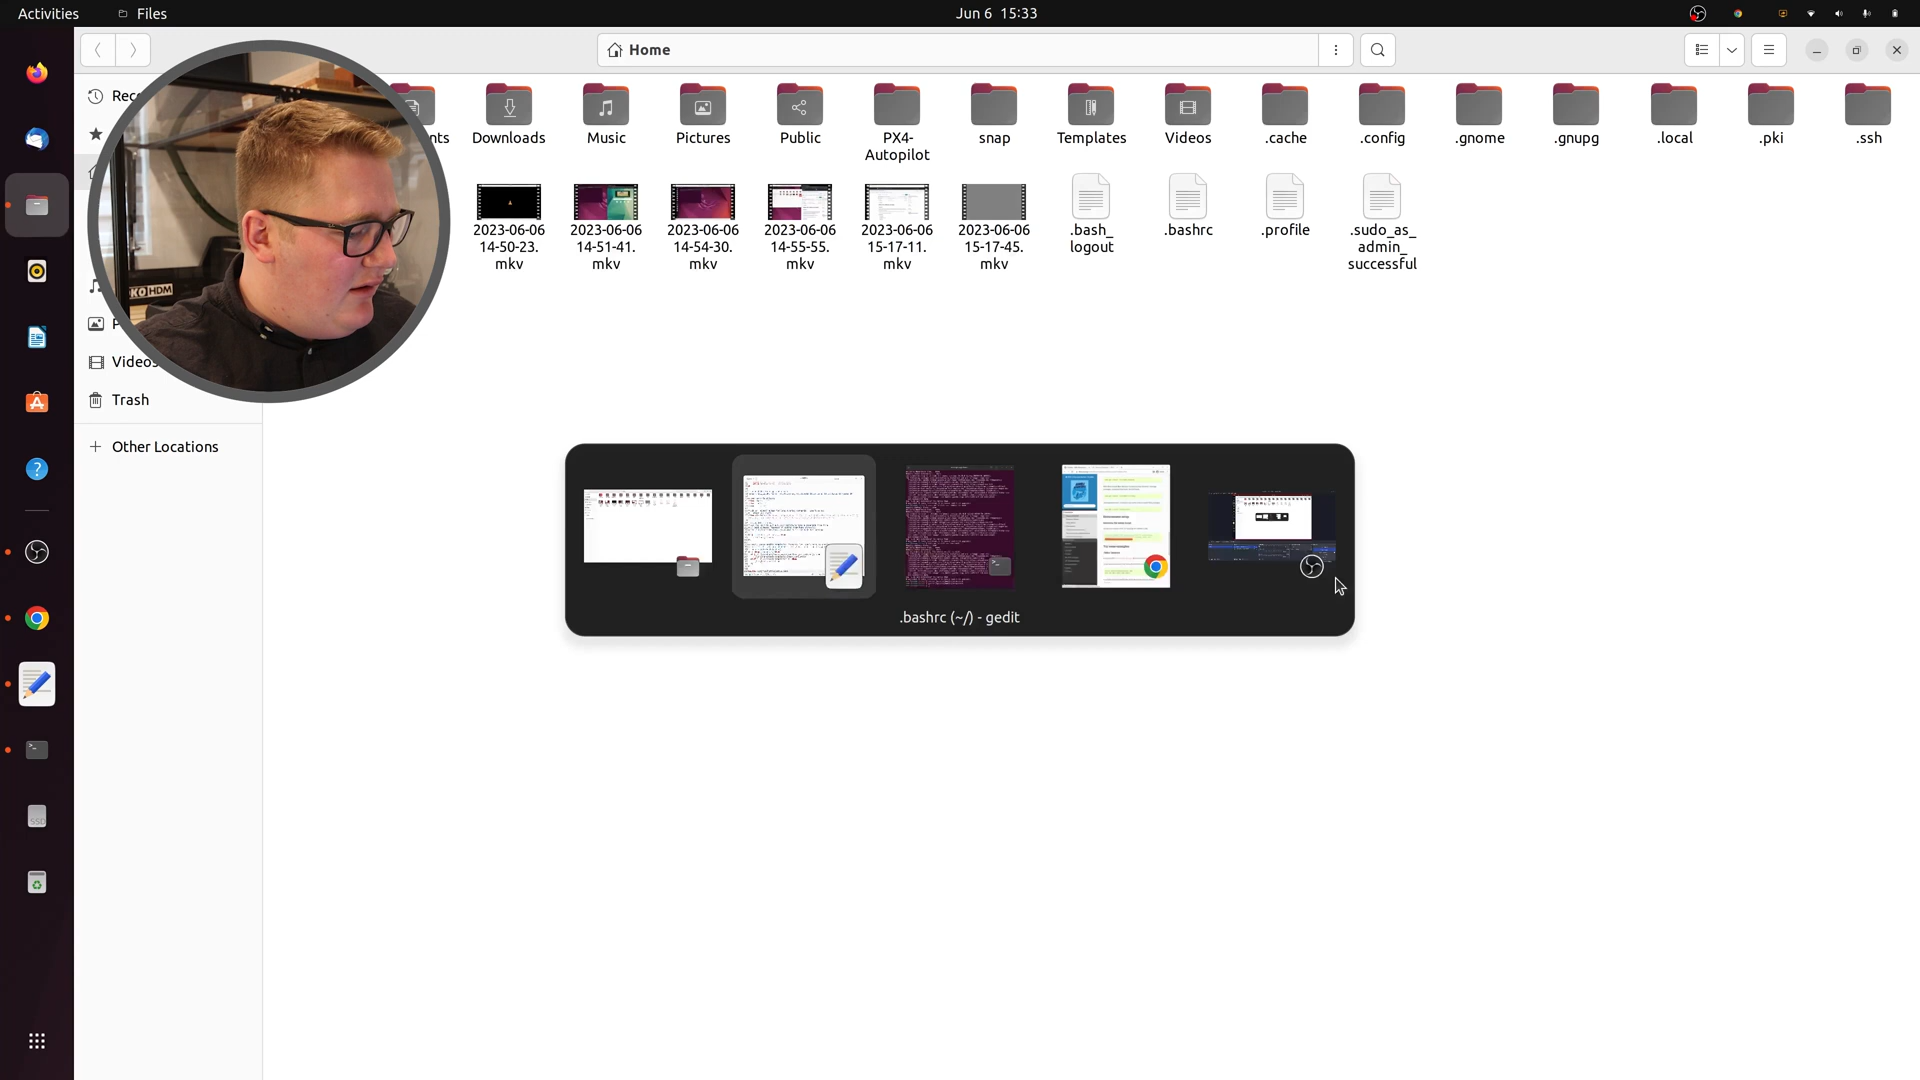 Activities
Files
Jun 6 15:33
Home
Rec
nts
Downloads
Music
Pictures
Public
PX4-
Autopilot
snap
Templates
Videos
.cache
.config
.gnome
.gnupg
.local
.pki
.ssh
2023-06-06
14-50-23.
mkv
2023-06-06
14-51-41.
mkv
2023-06-06
14-54-30.
mkv
2023-06-06
14-55-55.
mkv
2023-06-06
15-17-11.
mkv
2023-06-06
15-17-45.
mkv
.bash_
logout
.bashrc
.profile
.sudo_as_
admin_
successful
KO HDM
P
Videos
Trash
Other Locations
.bashrc (~/) - gedit
SSD